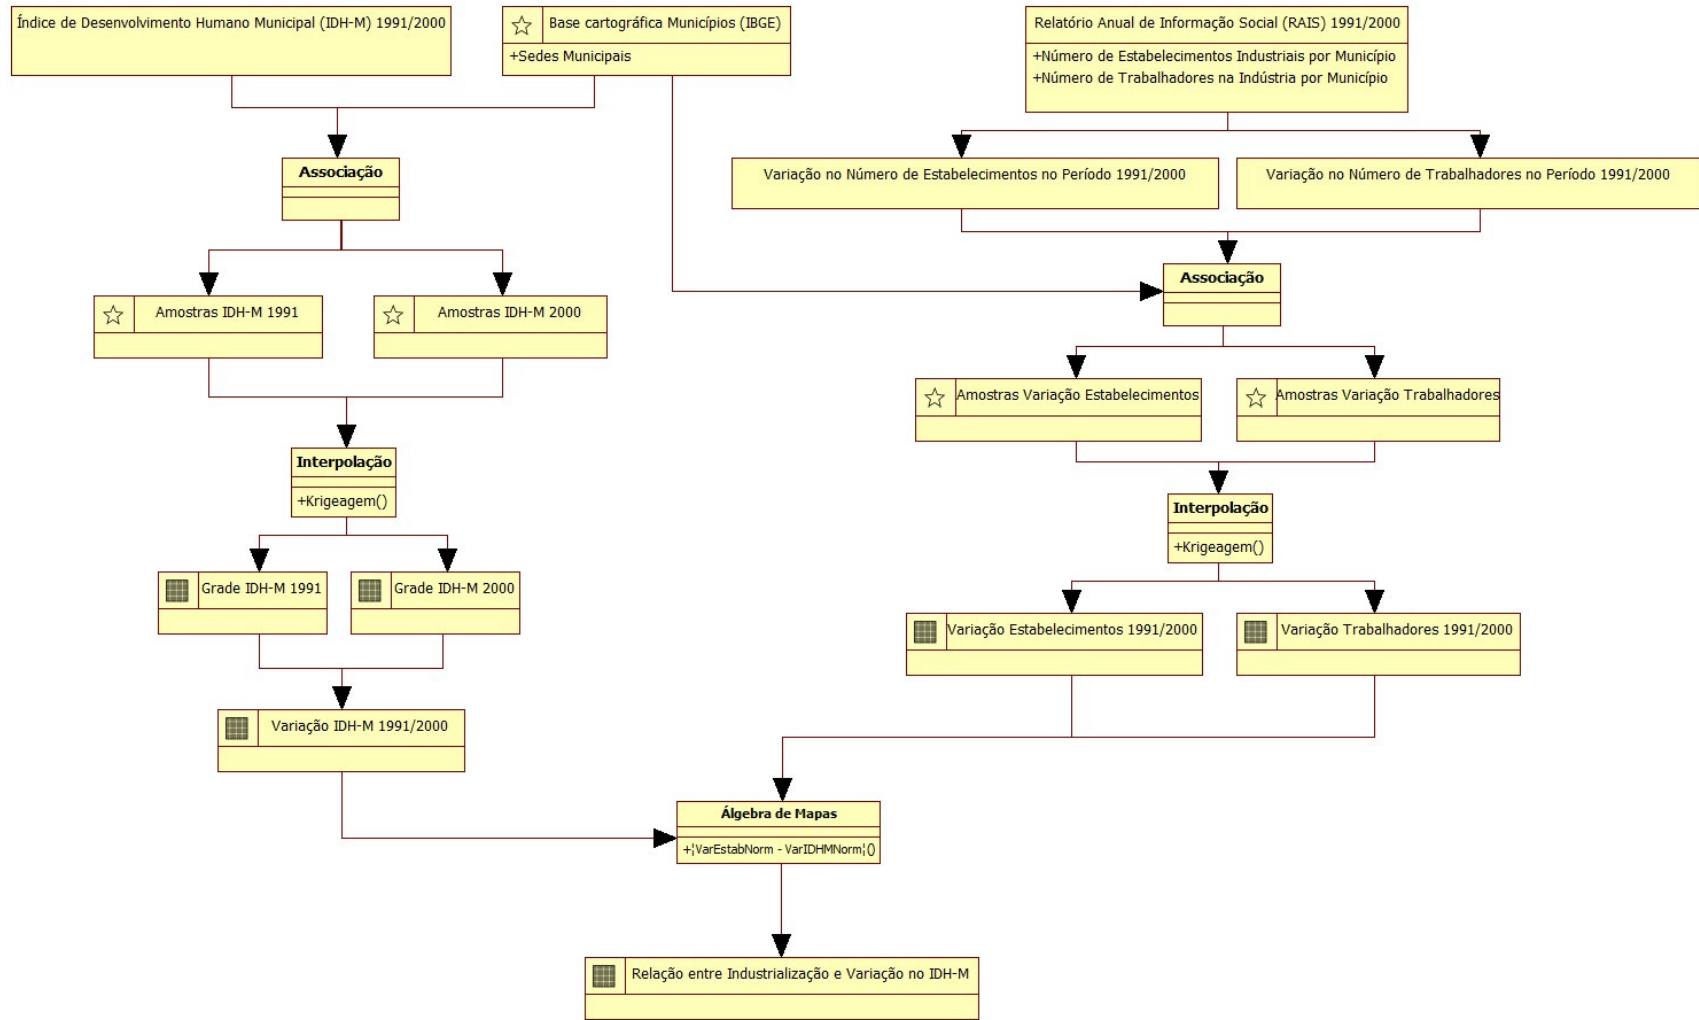 Índice de Desenvolvimento Humano Municipal (IDH-M) 1991/2000
Base cartográfica Municípios (IBGE)
+Sedes Municipais
Relatório Anual de Informação Social (RAIS) 1991/2000
+Número de Estabelecimentos Industriais por Município
+Número de Trabalhadores na Indústria por Município
Associação
Variação no Número de Estabelecimentos no Período 1991/2000
Variação no Número de Trabalhadores no Período 1991/2000
Associação
Amostras IDH-M 1991
Amostras IDH-M 2000
Amostras Variação Estabelecimentos
Amostras Variação Trabalhadores
Interpolação
+Krigeagem()
Interpolação
+Krigeagem()
Grade IDH-M 1991
Grade IDH-M 2000
Variação Estabelecimentos 1991/2000
Variação Trabalhadores 1991/2000
Variação IDH-M 1991/2000
Álgebra de Mapas
+¦VarEstabNorm - VarIDHMNorm¦()
Relação entre Industrialização e Variação no IDH-M